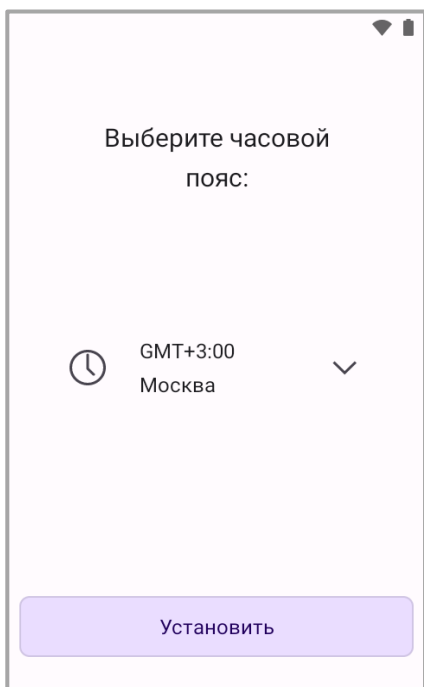 Выберите часовой
пояс:
GMT+3:00
Москва
Установить